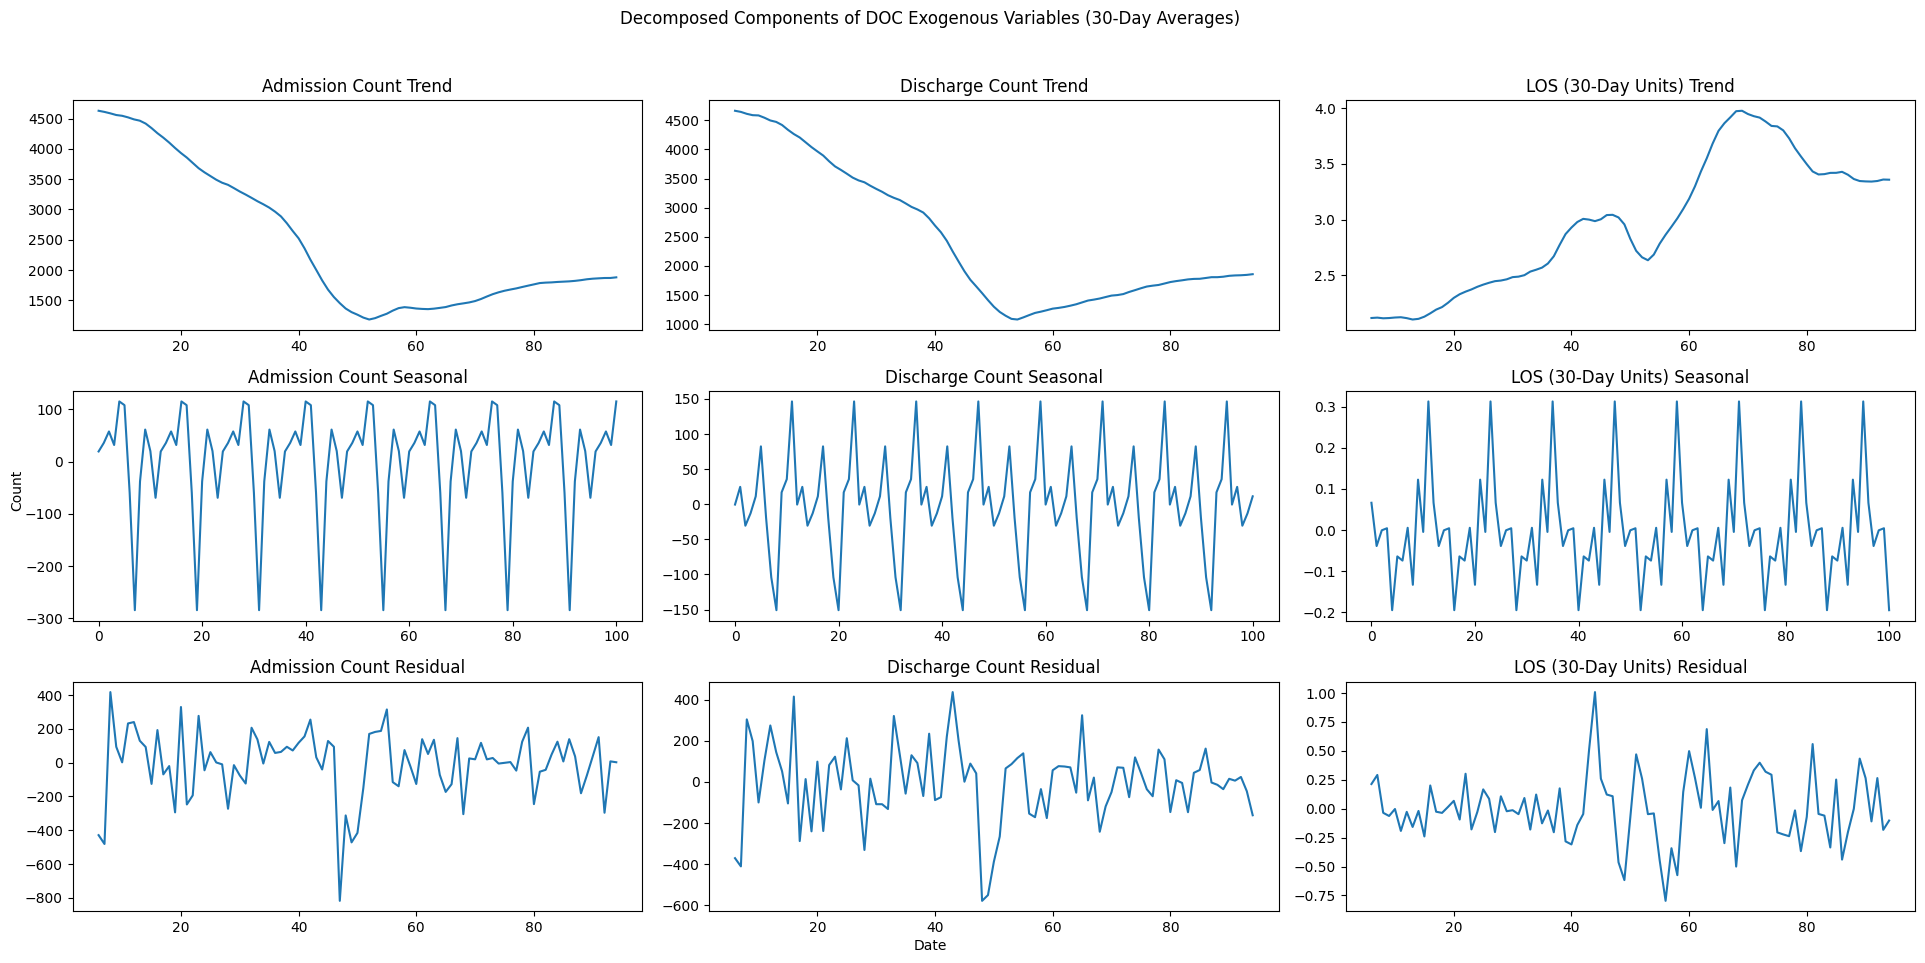 Decomposed Components of DOC Exogenous Variables (30-Day Averages)
Admission Count Trend
4500
4000
3500
3000
2500
2000
1500
20 40 60 80
Discharge Count Trend
4500
4000
3500
3000
2500
2000
1500
1000
20 40 60 80
LOS (30-Day Units) Trend
4.0
3.5
3.0
2.5
20 40 60 80
Count
Admission Count Seasonal
100
0
−100
−200
−300
0 20 40 60 80 100
Discharge Count Seasonal
150
100
50
0
−50
−100
−150
0 20 40 60 80 100
LOS (30-Day Units) Seasonal
0.3
0.2
0.1
0.0
−0.1
−0.2
0 20 40 60 80 100
Admission Count Residual
400
200
0
−200
−400
−600
−800
20 40 60 80
Discharge Count Residual
400
200
0
−200
−400
−600
20 40 60 80
Date
LOS (30-Day Units) Residual
1.00
0.75
0.50
0.25
0.00
−0.25
−0.50
−0.75
20 40 60 80